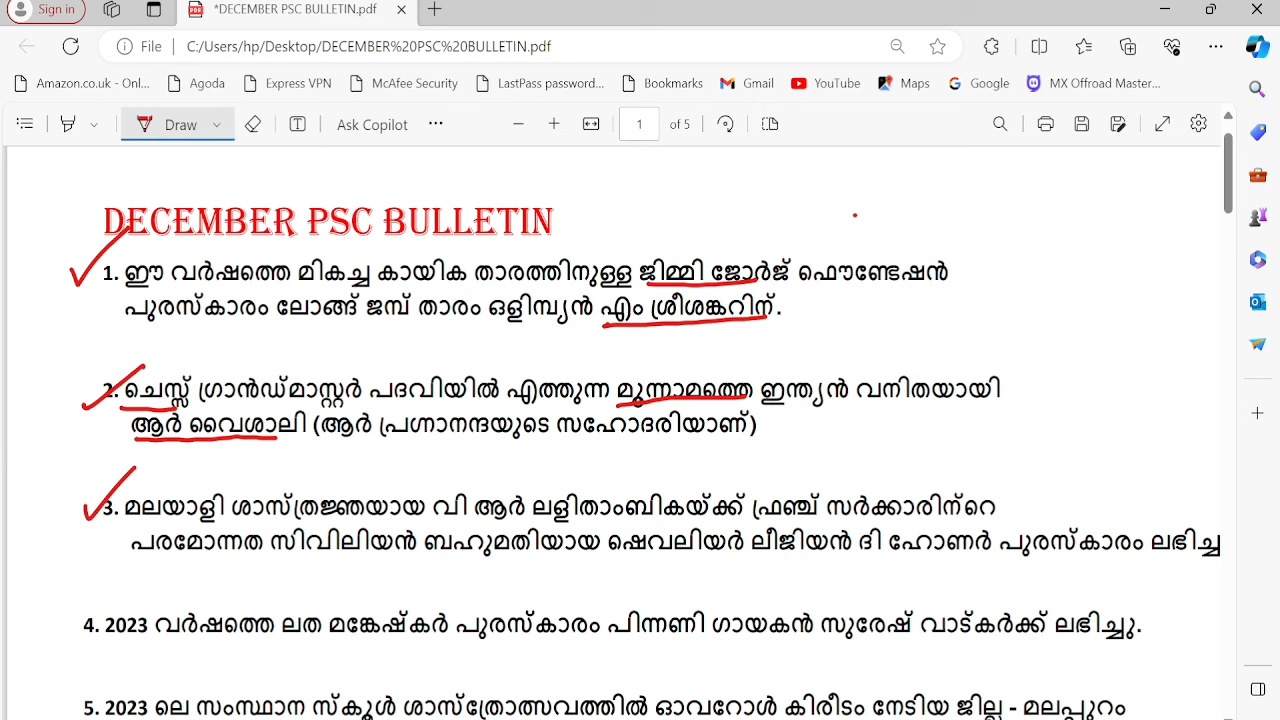 Sign in
*DECEMBER PSC BULLETIN.pdf
File | C:/Users/hp/Desktop/DECEMBER%20PSC%20BULLETIN.pdf
Amazon.co.uk - Onl... Agoda Express VPN McAfee Security LastPass password... Bookmarks Gmail YouTube Maps Google MX Offroad Master...
Draw Ask Copilot 1 of 5
DECEMBER PSC BULLETIN
1. ഈ വർഷത്തെ മികച്ച കായിക താരത്തിനുള്ള ജിമ്മി ജോർജ് ഫൌണ്ടേഷൻ
പുരസ്കാരം ലോങ്ങ് ജമ്പ് താരം ഒളിമ്പ്യൻ എം ശ്രീശങ്കറിന്.
2. ചെസ്സ് ഗ്രാൻഡ്മാസ്റ്റർ പദവിയിൽ എത്തുന്ന മൂന്നാമത്തെ ഇന്ത്യൻ വനിതയായി
ആർ വൈശാലി (ആർ പ്രഗ്നാനന്ദയുടെ സഹോദരിയാണ്)
3. മലയാളി ശാസ്ത്രജ്ഞയായ വി ആർ ലളിതാംബികയ്ക്ക് ഫ്രഞ്ച് സർക്കാരിന്റെ
പരമോന്നത സിവിലിയൻ ബഹുമതിയായ ഷെവലിയർ ലീജിയൻ ദി ഹോണർ പുരസ്കാരം ലഭിച്ച
4. 2023 വർഷത്തെ ലത മങ്കേഷ്കർ പുരസ്കാരം പിന്നണി ഗായകൻ സുരേഷ് വാട്കർക്ക് ലഭിച്ചു.
5. 2023 ലെ സംസ്ഥാന സ്കൂൾ ശാസ്ത്രോത്സവത്തിൽ ഓവറോൾ കിരീടം നേടിയ ജില്ല - മലപ്പുറം